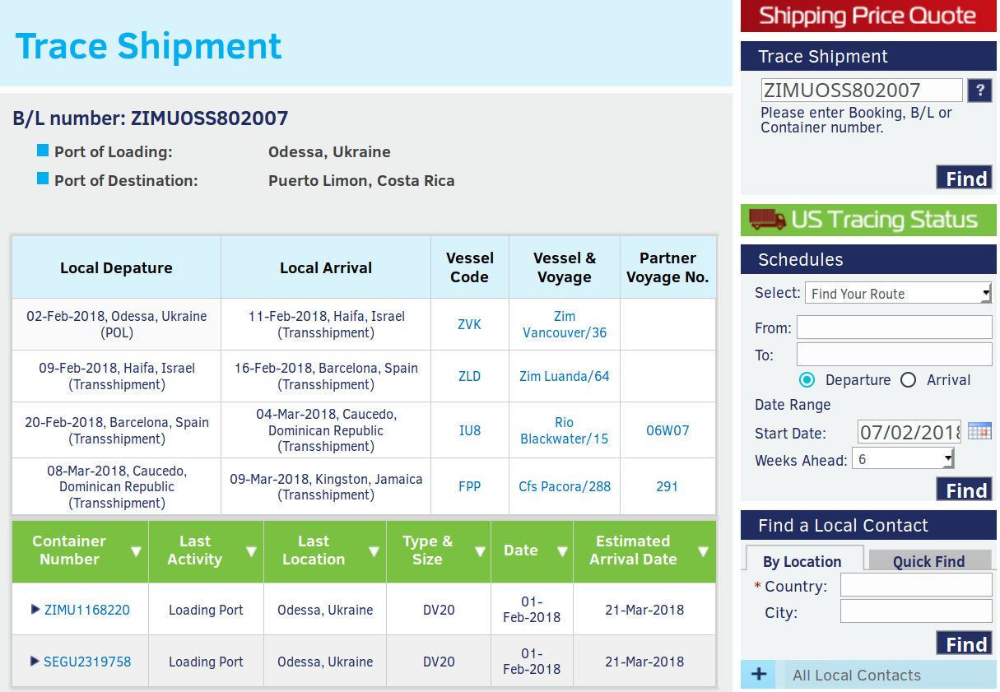 Trace Shipment
B/L number: ZIMUOSS802007
Port of Loading: Odessa, Ukraine
Port of Destination: Puerto Limon, Costa Rica
Local Depature Local Arrival Vessel Code Vessel & Voyage Partner Voyage No.
02-Feb-2018, Odessa, Ukraine (POL) 11-Feb-2018, Haifa, Israel (Transshipment) ZVK Zim Vancouver/36
09-Feb-2018, Haifa, Israel (Transshipment) 16-Feb-2018, Barcelona, Spain (Transshipment) ZLD Zim Luanda/64
20-Feb-2018, Barcelona, Spain (Transshipment) 04-Mar-2018, Caucedo, Dominican Republic (Transshipment) IU8 Rio Blackwater/15 06W07
08-Mar-2018, Caucedo, Dominican Republic (Transshipment) 09-Mar-2018, Kingston, Jamaica (Transshipment) FPP Cfs Pacora/288 291
Container Number Last Activity Last Location Type & Size Date Estimated Arrival Date
ZIMU1168220 Loading Port Odessa, Ukraine DV20 01-Feb-2018 21-Mar-2018
SEGU2319758 Loading Port Odessa, Ukraine DV20 01-Feb-2018 21-Mar-2018
Shipping Price Quote
Trace Shipment
ZIMUOSS802007 ?
Please enter Booking, B/L or
Container number.
Find
US Tracing Status
Schedules
Select: Find Your Route
From:
To:
Departure Arrival
Date Range
Start Date: 07/02/2018
Weeks Ahead: 6
Find
Find a Local Contact
By Location Quick Find
* Country:
City:
Find
+ All Local Contacts